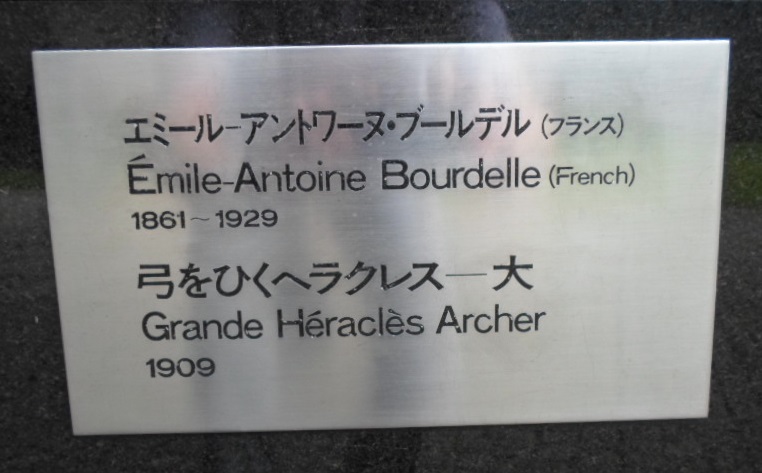 エミール-アントワーヌ・ブールデル(フランス)
Émile-Antoine Bourdelle (French)
1861~1929
弓をひくヘラクレス—大
Grande Héraclès Archer
1909